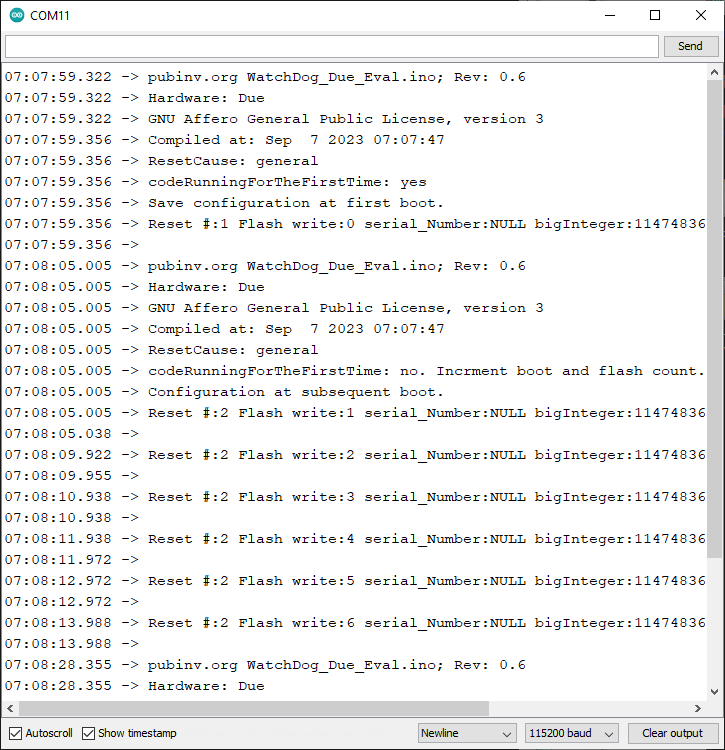 COM11
Send
07:07:59.322 -> pubinv.org WatchDog_Due_Eval.ino; Rev: 0.6
07:07:59.322 -> Hardware: Due
07:07:59.322 -> GNU Affero General Public License, version 3
07:07:59.356 -> Compiled at: Sep  7 2023 07:07:47
07:07:59.356 -> ResetCause: general
07:07:59.356 -> codeRunningForTheFirstTime: yes
07:07:59.356 -> Save configuration at first boot.
07:07:59.356 -> Reset #:1 Flash write:0 serial_Number:NULL bigInteger:11474836
07:07:59.356 ->
07:08:05.005 -> pubinv.org WatchDog_Due_Eval.ino; Rev: 0.6
07:08:05.005 -> Hardware: Due
07:08:05.005 -> GNU Affero General Public License, version 3
07:08:05.005 -> Compiled at: Sep  7 2023 07:07:47
07:08:05.005 -> ResetCause: general
07:08:05.005 -> codeRunningForTheFirstTime: no. Incrment boot and flash count.
07:08:05.005 -> Configuration at subsequent boot.
07:08:05.005 -> Reset #:2 Flash write:1 serial_Number:NULL bigInteger:11474836
07:08:05.038 ->
07:08:09.922 -> Reset #:2 Flash write:2 serial_Number:NULL bigInteger:11474836
07:08:09.955 ->
07:08:10.938 -> Reset #:2 Flash write:3 serial_Number:NULL bigInteger:11474836
07:08:10.938 ->
07:08:11.938 -> Reset #:2 Flash write:4 serial_Number:NULL bigInteger:11474836
07:08:11.972 ->
07:08:12.972 -> Reset #:2 Flash write:5 serial_Number:NULL bigInteger:11474836
07:08:12.972 ->
07:08:13.988 -> Reset #:2 Flash write:6 serial_Number:NULL bigInteger:11474836
07:08:13.988 ->
07:08:28.355 -> pubinv.org WatchDog_Due_Eval.ino; Rev: 0.6
07:08:28.355 -> Hardware: Due
Autoscroll Show timestamp Newline 115200 baud Clear output